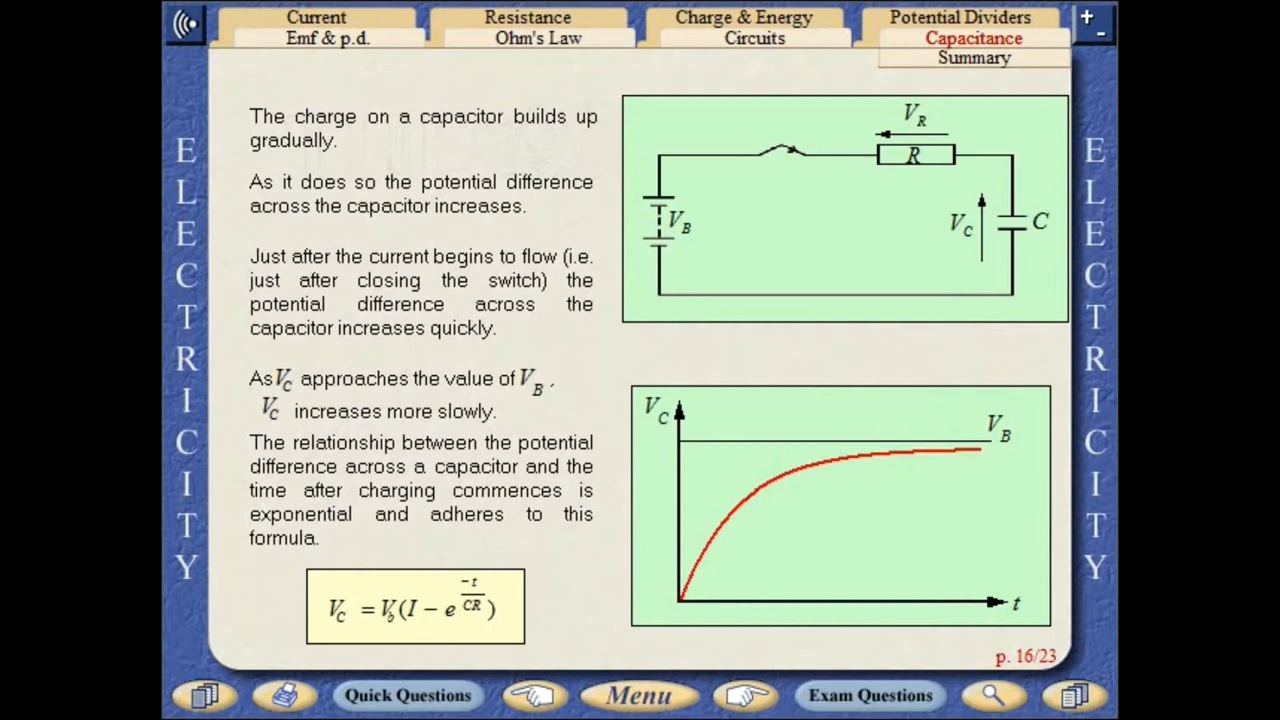 Current
Emf & p.d.
Resistance
Ohm's Law
Charge & Energy
Circuits
Potential Dividers
Capacitance
Summary
+
-
ELECTRICITY
The charge on a capacitor builds up
gradually.
As it does so the potential difference
across the capacitor increases.
Just after the current begins to flow (i.e.
just after closing the switch) the
potential difference across the
capacitor increases quickly.
As V_C approaches the value of V_B,
V_C increases more slowly.
The relationship between the potential
difference across a capacitor and the
time after charging commences is
exponential and adheres to this
formula.
V_C = V_b(I − e^(−t/CR))
V_R
R
V_B
V_C
C
V_C
V_B
t
ELECTRICITY
p. 16/23
Quick Questions
Menu
Exam Questions